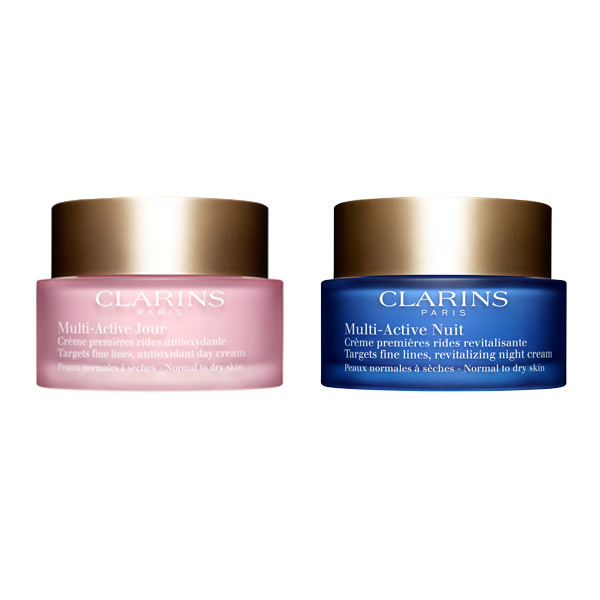 CLARINS
PARIS
Multi-Active Jour
Crème premières rides antioxydante
Targets fine lines, antioxidant day cream
Peaux normales à sèches - Normal to dry skin
CLARINS
PARIS
Multi-Active Nuit
Crème premières rides revitalisante
Targets fine lines, revitalizing night cream
Peaux normales à sèches - Normal to dry skin